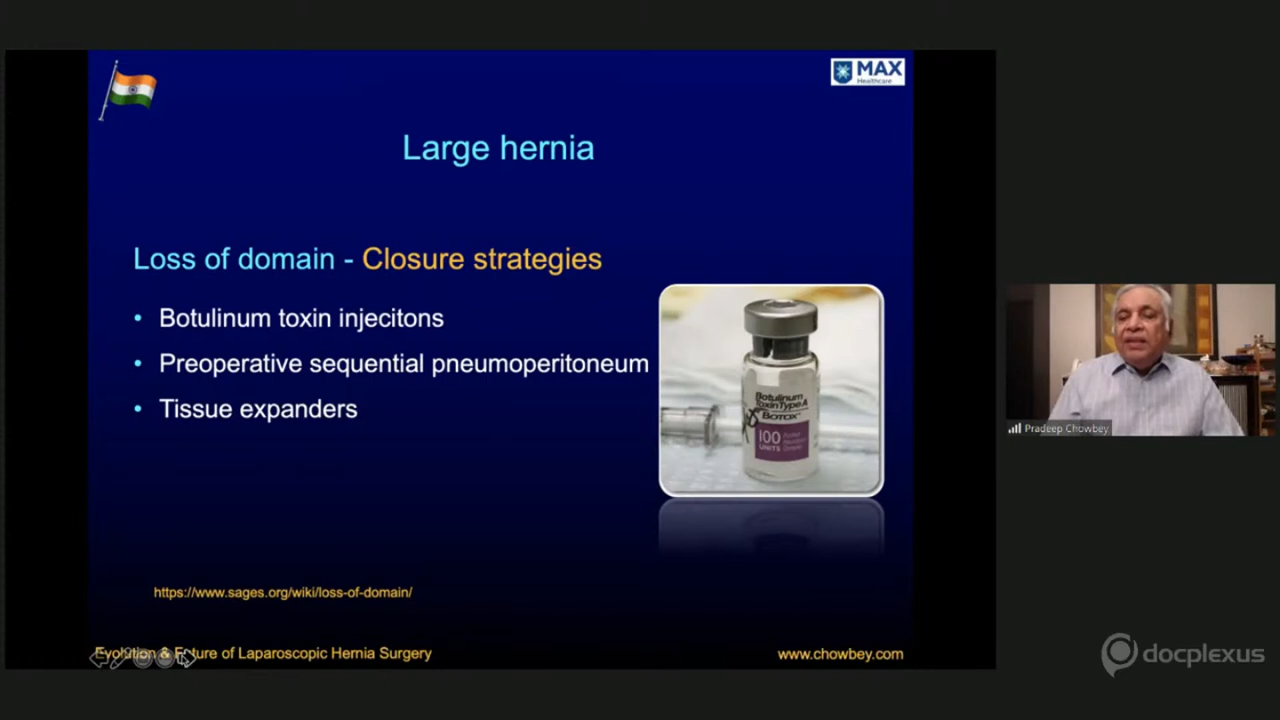 MAX
Healthcare
Large hernia
Loss of domain - Closure strategies
• Botulinum toxin injecitons
• Preoperative sequential pneumoperitoneum
• Tissue expanders
Botulinum
Toxin Type A
BOTOX
100
UNITS
Pradeep Chowbey
https://www.sages.org/wiki/loss-of-domain/
Evolution & Future of Laparoscopic Hernia Surgery
www.chowbey.com
docplexus